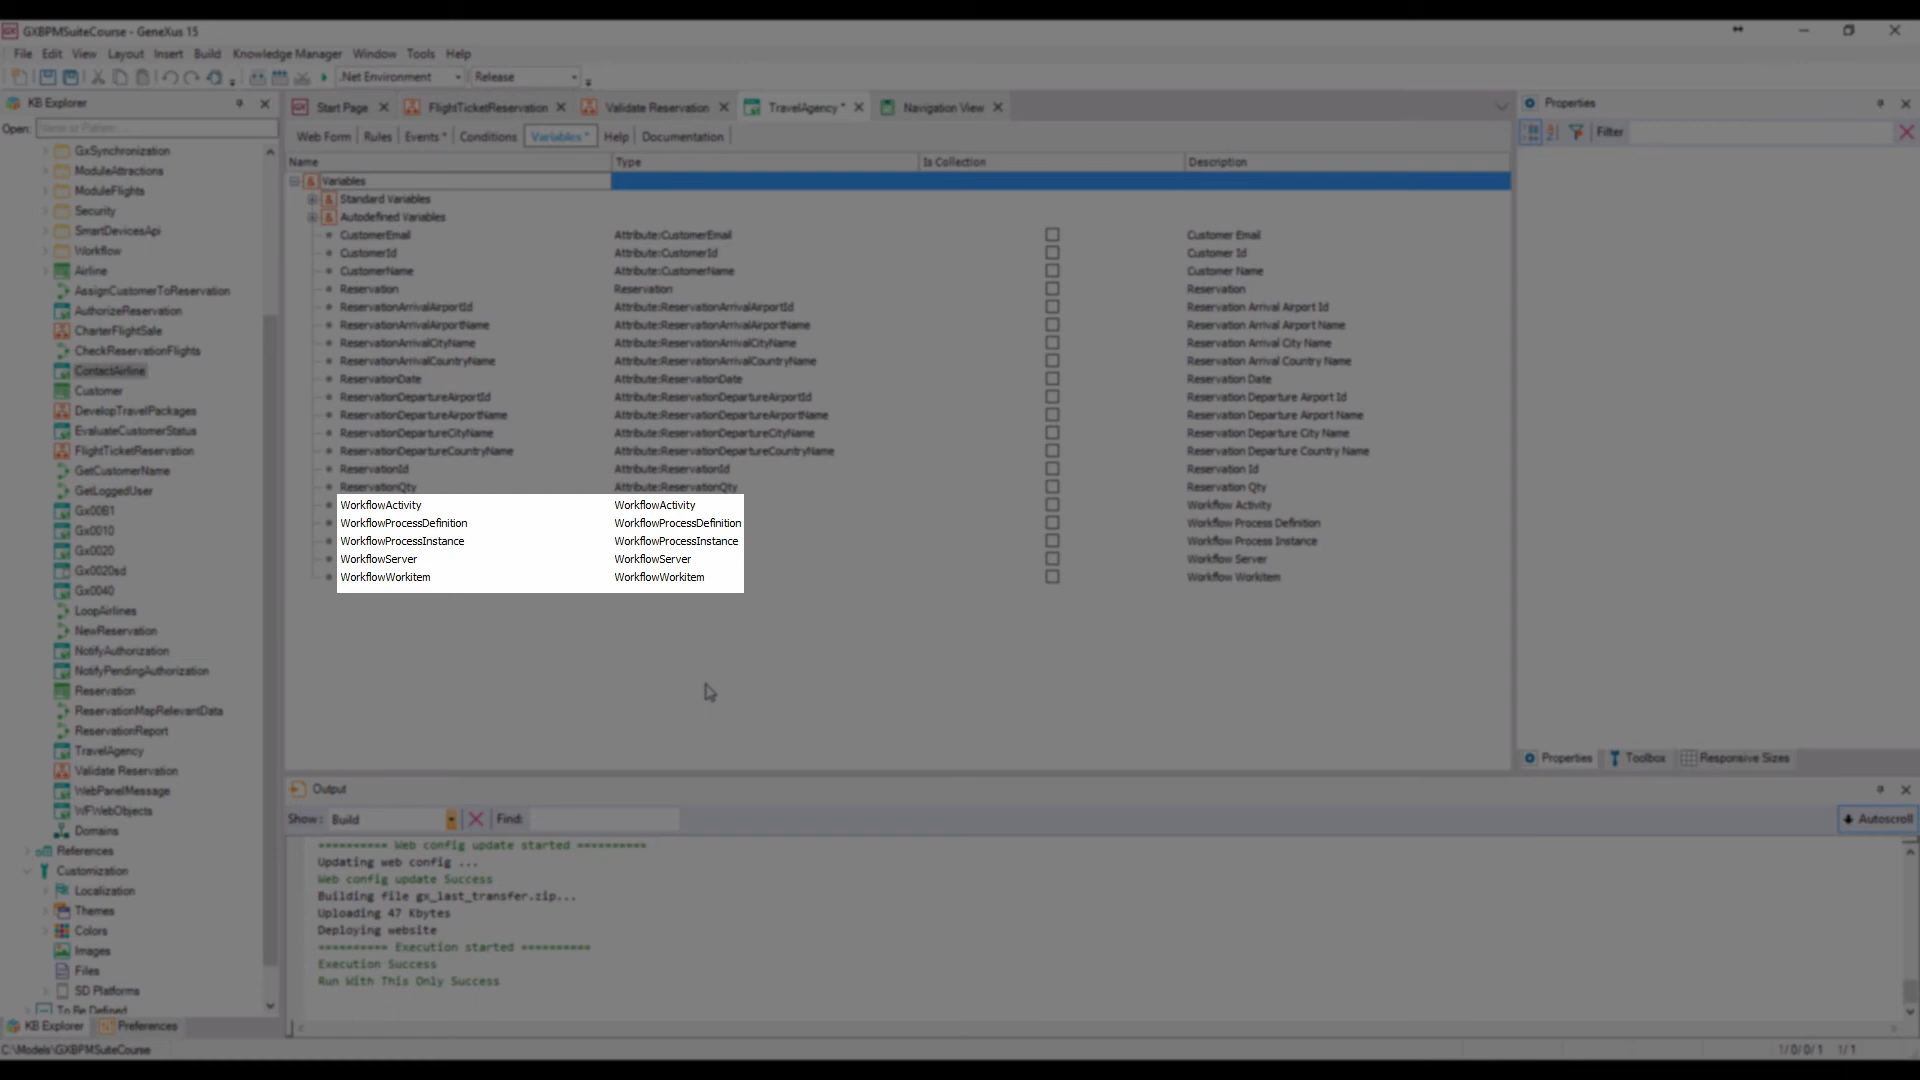 GXBPMSuiteCourse - GeneXus 15
File Edit View Layout Insert Build Knowledge Manager Window Tools Help
.Net Environment Release
KB Explorer
Open: Name or Pattern...
GxSynchronization
ModuleAttractions
ModuleFlights
Security
SmartDevicesApi
Workflow
Airline
AssignCustomerToReservation
AuthorizeReservation
CharterFlightSale
CheckReservationFlights
ContactAirline
Customer
DevelopTravelPackages
EvaluateCustomerStatus
FlightTicketReservation
GetCustomerName
GetLoggedUser
Gx00B1
Gx0010
Gx0020
Gx0020sd
Gx0040
LoopAirlines
NewReservation
NotifyAuthorization
NotifyPendingAuthorization
Reservation
ReservationMapRelevantData
ReservationReport
TravelAgency
Validate Reservation
WebPanelMessage
WFWebObjects
Domains
References
Customization
Localization
Themes
Colors
Images
Files
SD Platforms
To Be Defined
KB Explorer Preferences
C:\Models\GXBPMSuiteCourse
Start Page FlightTicketReservation Validate Reservation TravelAgency * Navigation View
Web Form Rules Events * Conditions Variables * Help Documentation
Name Type Is Collection Description
Variables
Standard Variables
Autodefined Variables
CustomerEmail Attribute:CustomerEmail Customer Email
CustomerId Attribute:CustomerId Customer Id
CustomerName Attribute:CustomerName Customer Name
Reservation Reservation Reservation
ReservationArrivalAirportId Attribute:ReservationArrivalAirportId Reservation Arrival Airport Id
ReservationArrivalAirportName Attribute:ReservationArrivalAirportName Reservation Arrival Airport Name
ReservationArrivalCityName Attribute:ReservationArrivalCityName Reservation Arrival City Name
ReservationArrivalCountryName Attribute:ReservationArrivalCountryName Reservation Arrival Country Name
ReservationDate Attribute:ReservationDate Reservation Date
ReservationDepartureAirportId Attribute:ReservationDepartureAirportId Reservation Departure Airport Id
ReservationDepartureAirportName Attribute:ReservationDepartureAirportName Reservation Departure Airport Name
ReservationDepartureCityName Attribute:ReservationDepartureCityName Reservation Departure City Name
ReservationDepartureCountryName Attribute:ReservationDepartureCountryName Reservation Departure Country Name
ReservationId Attribute:ReservationId Reservation Id
ReservationQty Attribute:ReservationQty Reservation Qty
WorkflowActivity WorkflowActivity Workflow Activity
WorkflowProcessDefinition WorkflowProcessDefinition Workflow Process Definition
WorkflowProcessInstance WorkflowProcessInstance Workflow Process Instance
WorkflowServer WorkflowServer Workflow Server
WorkflowWorkitem WorkflowWorkitem Workflow Workitem
Output
Show: Build Find:
Autoscroll
========== Web config update started ==========
Updating web config ...
Web config update Success
Building file gx_last_transfer.zip...
Uploading 47 Kbytes
Deploying website
========== Execution started ==========
Execution Success
Run With This Only Success
Properties
Filter
Properties Toolbox Responsive Sizes
1/0/0/1 1/1